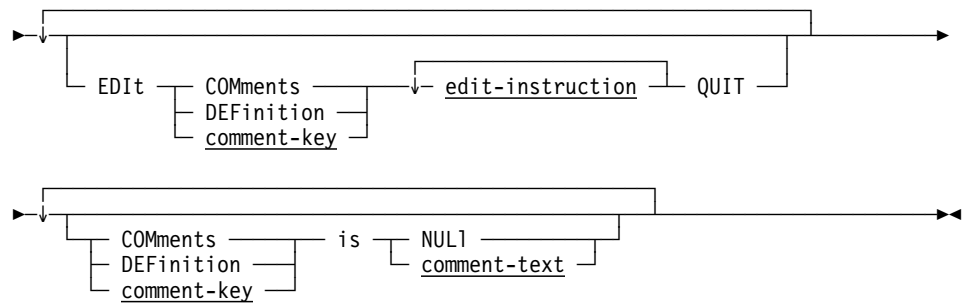 EDIt COMments edit-instruction QUIT
DEFinition
comment-key
COMments is NULl
DEFinition comment-text
comment-key